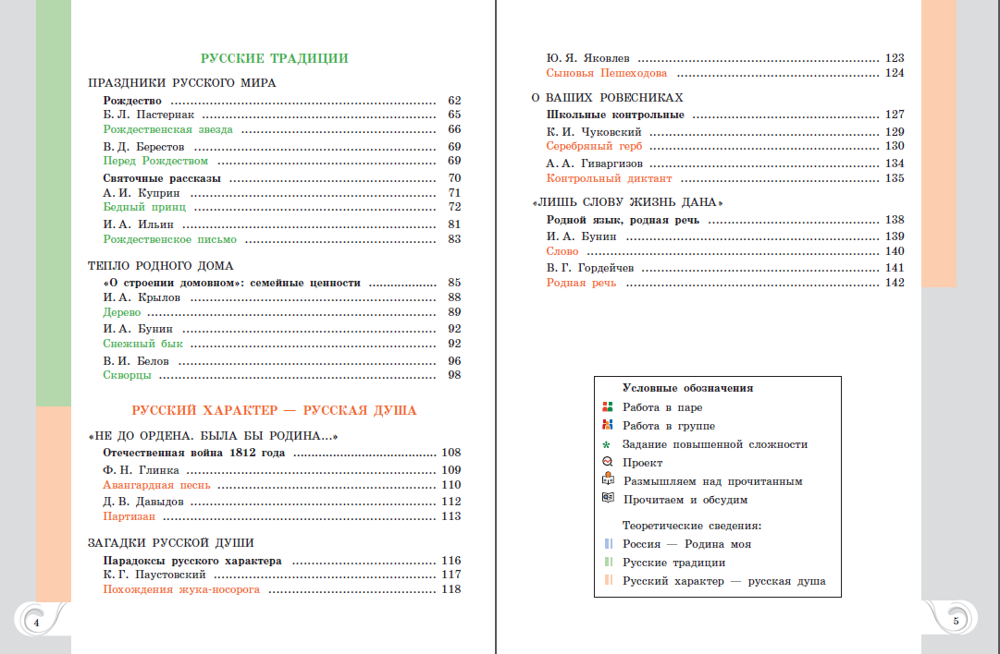 РУССКИЕ ТРАДИЦИИ
ПРАЗДНИКИ РУССКОГО МИРА
Рождество ........ 62
Б. Л. Пастернак ........ 65
Рождественская звезда ........ 66
В. Д. Берестов ........ 69
Перед Рождеством ........ 69
Святочные рассказы ........ 70
А. И. Куприн ........ 71
Бедный принц ........ 72
И. А. Ильин ........ 81
Рождественское письмо ........ 83
ТЕПЛО РОДНОГО ДОМА
«О строении домовном»: семейные ценности ........ 85
И. А. Крылов ........ 88
Дерево ........ 89
И. А. Бунин ........ 92
Снежный бык ........ 92
В. И. Белов ........ 96
Скворцы ........ 98
РУССКИЙ ХАРАКТЕР — РУССКАЯ ДУША
«НЕ ДО ОРДЕНА. БЫЛА БЫ РОДИНА...»
Отечественная война 1812 года ........ 108
Ф. Н. Глинка ........ 109
Авангардная песнь ........ 110
Д. В. Давыдов ........ 112
Партизан ........ 113
ЗАГАДКИ РУССКОЙ ДУШИ
Парадоксы русского характера ........ 116
К. Г. Паустовский ........ 117
Похождения жука-носорога ........ 118
4
Ю. Я. Яковлев ........ 123
Сыновья Пешеходова ........ 124
О ВАШИХ РОВЕСНИКАХ
Школьные контрольные ........ 127
К. И. Чуковский ........ 129
Серебряный герб ........ 130
А. А. Гиваргизов ........ 134
Контрольный диктант ........ 135
«ЛИШЬ СЛОВУ ЖИЗНЬ ДАНА»
Родной язык, родная речь ........ 138
И. А. Бунин ........ 139
Слово ........ 140
В. Г. Гордейчев ........ 141
Родная речь ........ 142
Условные обозначения
Работа в паре
Работа в группе
Задание повышенной сложности
Проект
Размышляем над прочитанным
Прочитаем и обсудим
Теоретические сведения:
Россия — Родина моя
Русские традиции
Русский характер — русская душа
5